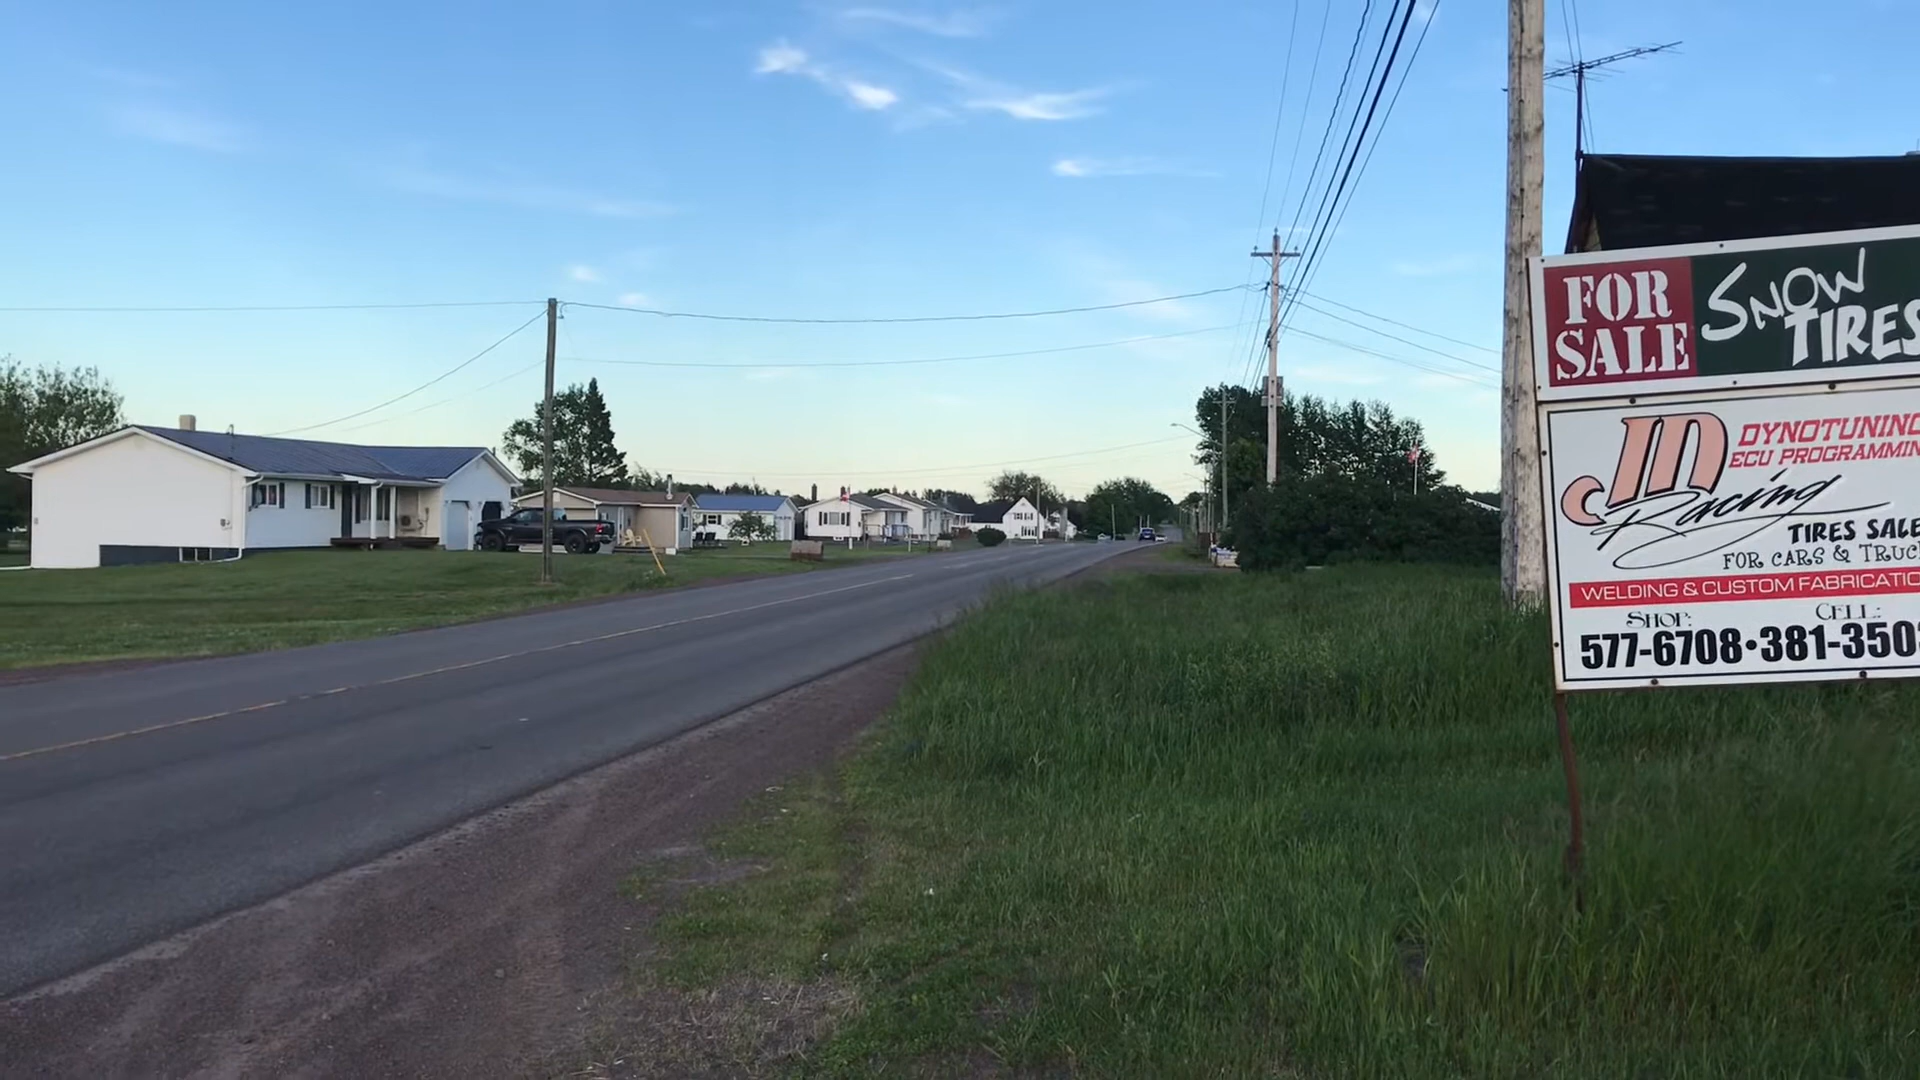 FOR
SALE
SNOW
TIRES
JD
Racing
DYNOTUNING
ECU PROGRAMMIN
TIRES SALE
FOR CARS & TRUC
WELDING & CUSTOM FABRICATIO
SHOP: CELL:
577-6708•381-350